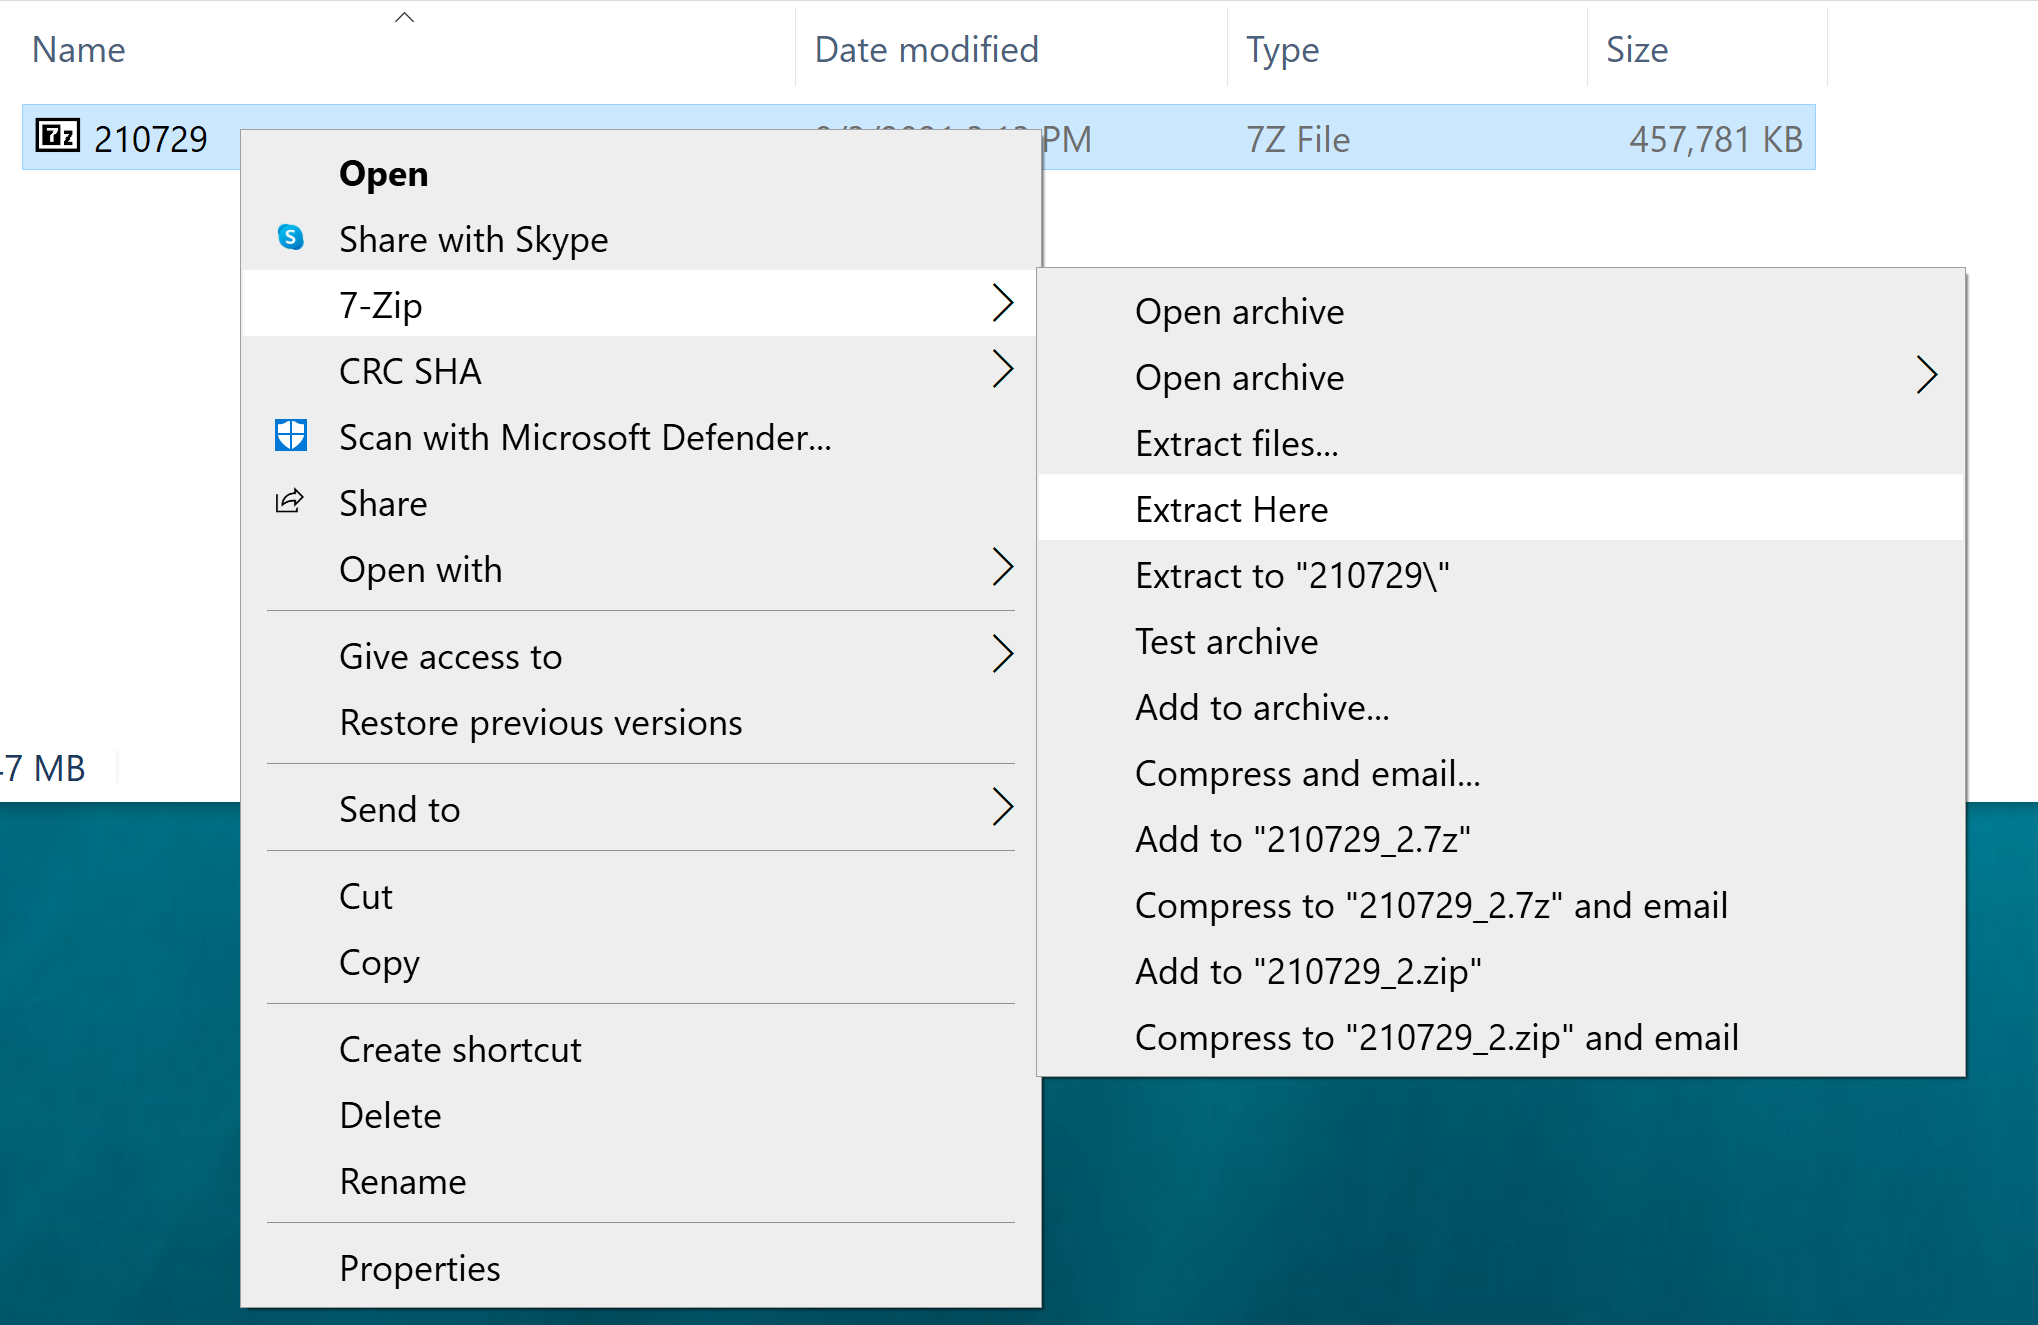 Name Date modified Type Size
7z 210729 PM 7Z File 457,781 KB
Open
Share with Skype
7-Zip
CRC SHA
Scan with Microsoft Defender...
Share
Open with
Give access to
Restore previous versions
Send to
Cut
Copy
Create shortcut
Delete
Rename
Properties
Open archive
Open archive
Extract files...
Extract Here
Extract to "210729\"
Test archive
Add to archive...
Compress and email...
Add to "210729_2.7z"
Compress to "210729_2.7z" and email
Add to "210729_2.zip"
Compress to "210729_2.zip" and email
7 MB